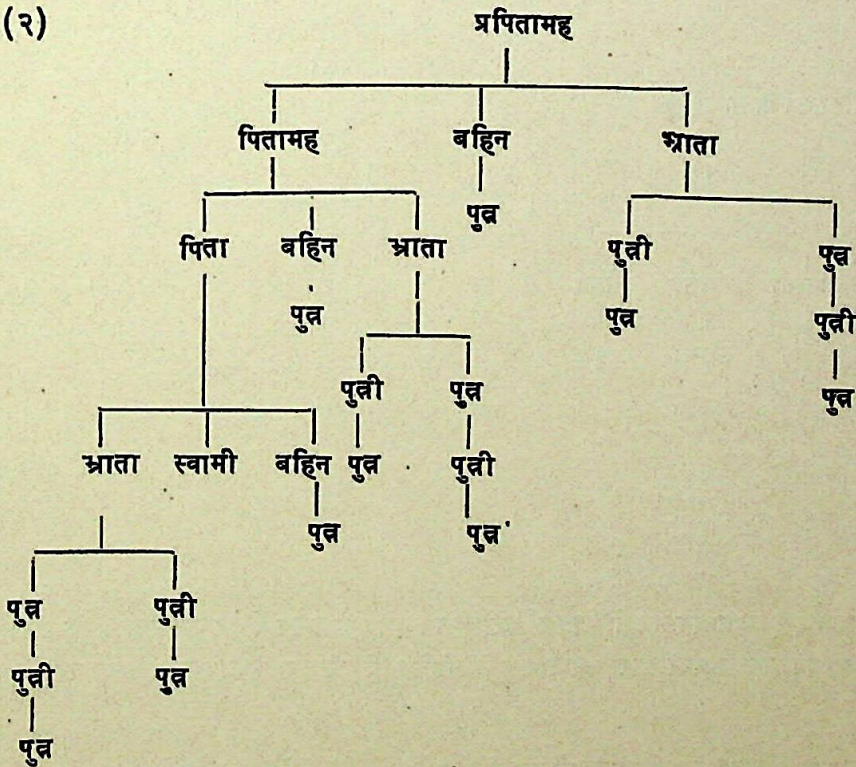 (२) प्रपितामह
पितामह बहिन भ्राता
पुत्र
पिता बहिन भ्राता पुत्री पुत्र
पुत्र पुत्र पुत्री
पुत्री पुत्र पुत्र
भ्राता स्वामी बहिन पुत्र पुत्री
पुत्र पुत्र
पुत्र पुत्री
पुत्री पुत्र
पुत्र